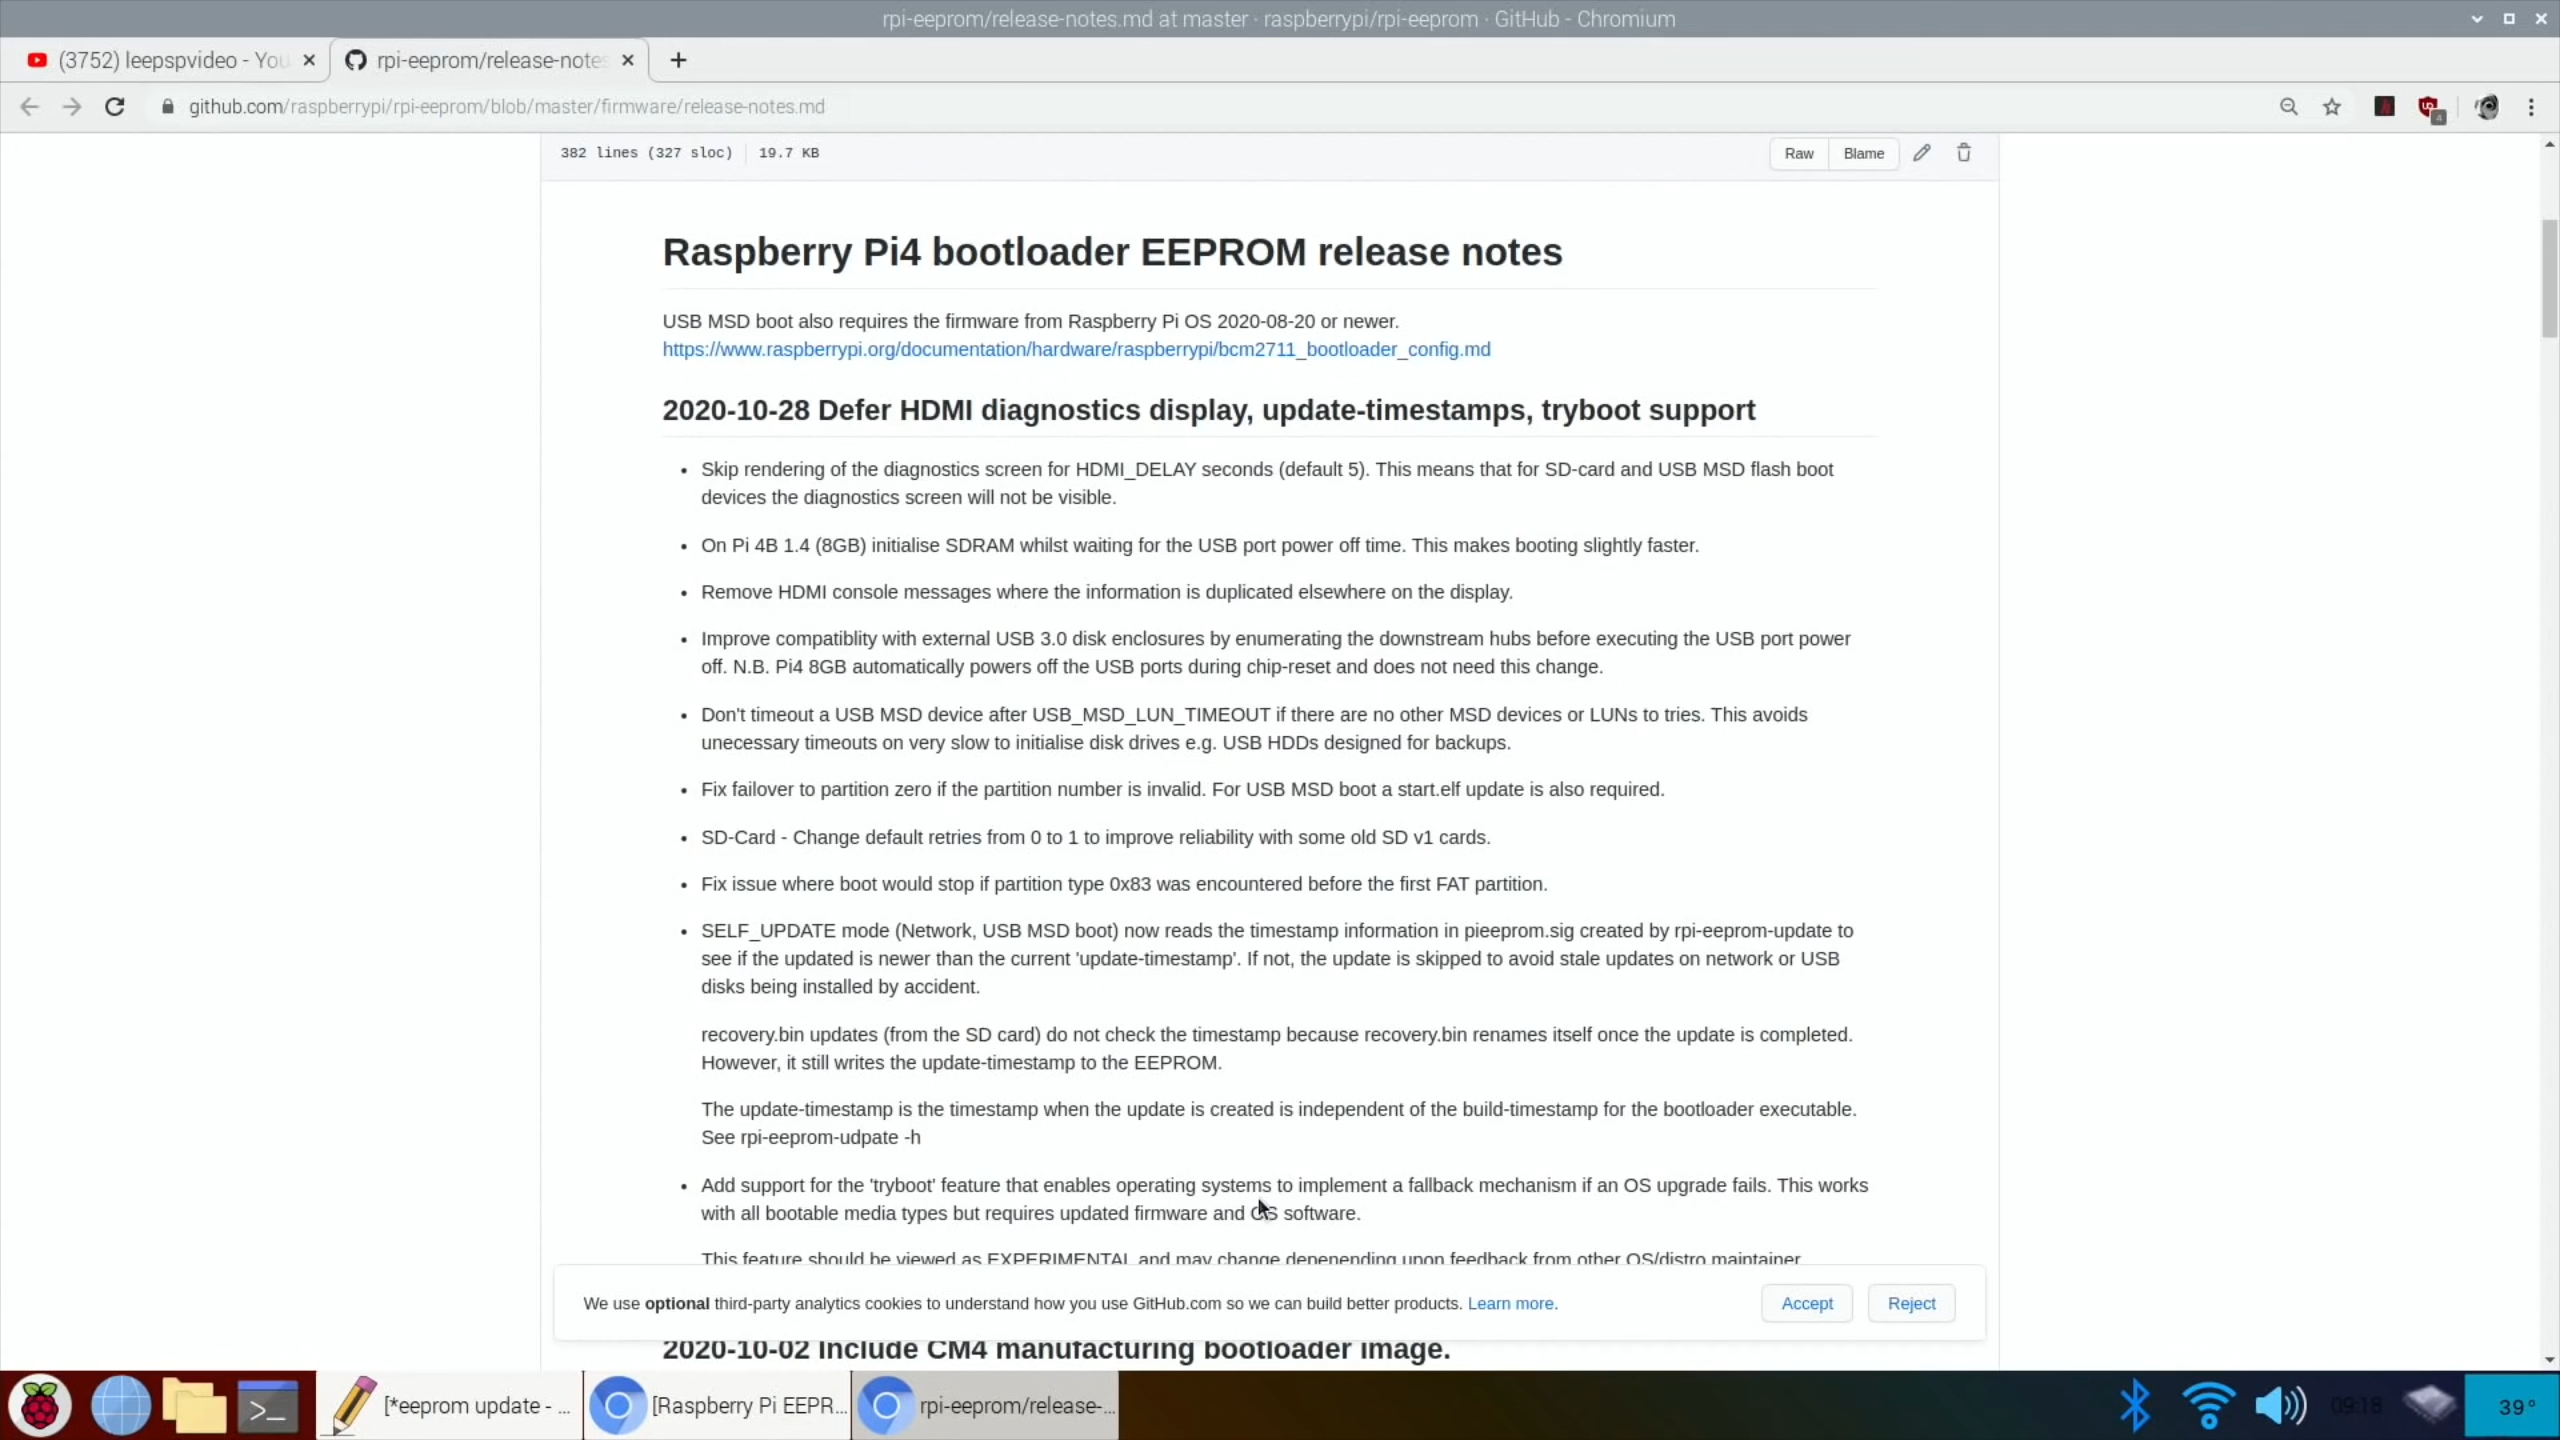 rpi-eeprom/release-notes.md at master · raspberrypi/rpi-eeprom · GitHub - Chromium
(3752) leepspvideo - You
rpi-eeprom/release-notes
github.com/raspberrypi/rpi-eeprom/blob/master/firmware/release-notes.md
4
382 lines (327 sloc) 19.7 KB
Raw Blame
Raspberry Pi4 bootloader EEPROM release notes
USB MSD boot also requires the firmware from Raspberry Pi OS 2020-08-20 or newer.
https://www.raspberrypi.org/documentation/hardware/raspberrypi/bcm2711_bootloader_config.md
2020-10-28 Defer HDMI diagnostics display, update-timestamps, tryboot support
• Skip rendering of the diagnostics screen for HDMI_DELAY seconds (default 5). This means that for SD-card and USB MSD flash boot
devices the diagnostics screen will not be visible.
• On Pi 4B 1.4 (8GB) initialise SDRAM whilst waiting for the USB port power off time. This makes booting slightly faster.
• Remove HDMI console messages where the information is duplicated elsewhere on the display.
• Improve compatiblity with external USB 3.0 disk enclosures by enumerating the downstream hubs before executing the USB port power
off. N.B. Pi4 8GB automatically powers off the USB ports during chip-reset and does not need this change.
• Don't timeout a USB MSD device after USB_MSD_LUN_TIMEOUT if there are no other MSD devices or LUNs to tries. This avoids
unecessary timeouts on very slow to initialise disk drives e.g. USB HDDs designed for backups.
• Fix failover to partition zero if the partition number is invalid. For USB MSD boot a start.elf update is also required.
• SD-Card - Change default retries from 0 to 1 to improve reliability with some old SD v1 cards.
• Fix issue where boot would stop if partition type 0x83 was encountered before the first FAT partition.
• SELF_UPDATE mode (Network, USB MSD boot) now reads the timestamp information in pieeprom.sig created by rpi-eeprom-update to
see if the updated is newer than the current 'update-timestamp'. If not, the update is skipped to avoid stale updates on network or USB
disks being installed by accident.
recovery.bin updates (from the SD card) do not check the timestamp because recovery.bin renames itself once the update is completed.
However, it still writes the update-timestamp to the EEPROM.
The update-timestamp is the timestamp when the update is created is independent of the build-timestamp for the bootloader executable.
See rpi-eeprom-udpate -h
• Add support for the 'tryboot' feature that enables operating systems to implement a fallback mechanism if an OS upgrade fails. This works
with all bootable media types but requires updated firmware and OS software.
This feature should be viewed as EXPERIMENTAL and may change depenending upon feedback from other OS/distro maintainer
We use optional third-party analytics cookies to understand how you use GitHub.com so we can build better products. Learn more.
Accept Reject
2020-10-02 Include CM4 manufacturing bootloader image.
[*eeprom update - ...
[Raspberry Pi EEPR...
rpi-eeprom/release-...
09:18
39°